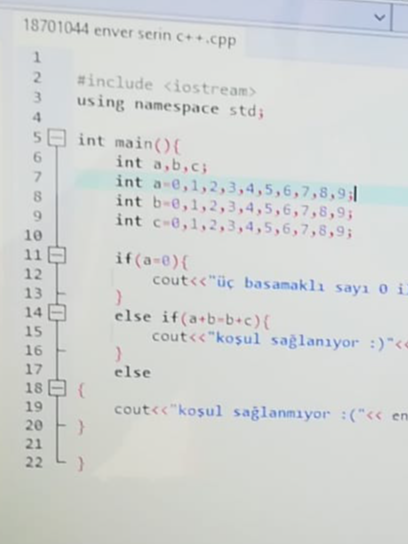 18701044 enver serin c++.cpp
1
2 #include <iostream>
3 using namespace std;
4
5 int main(){
6 int a,b,c;
7 int a=0,1,2,3,4,5,6,7,8,9;
8 int b=0,1,2,3,4,5,6,7,8,9;
9 int c=0,1,2,3,4,5,6,7,8,9;
10
11 if(a=0){
12 cout<<"üç basamaklı sayı 0
13 }
14 else if(a+b=b+c){
15 cout<<"koşul sağlanıyor :)"<<
16 }
17 else
18 {
19 cout<<"koşul sağlanmıyor :("<< en
20 }
21
22 }